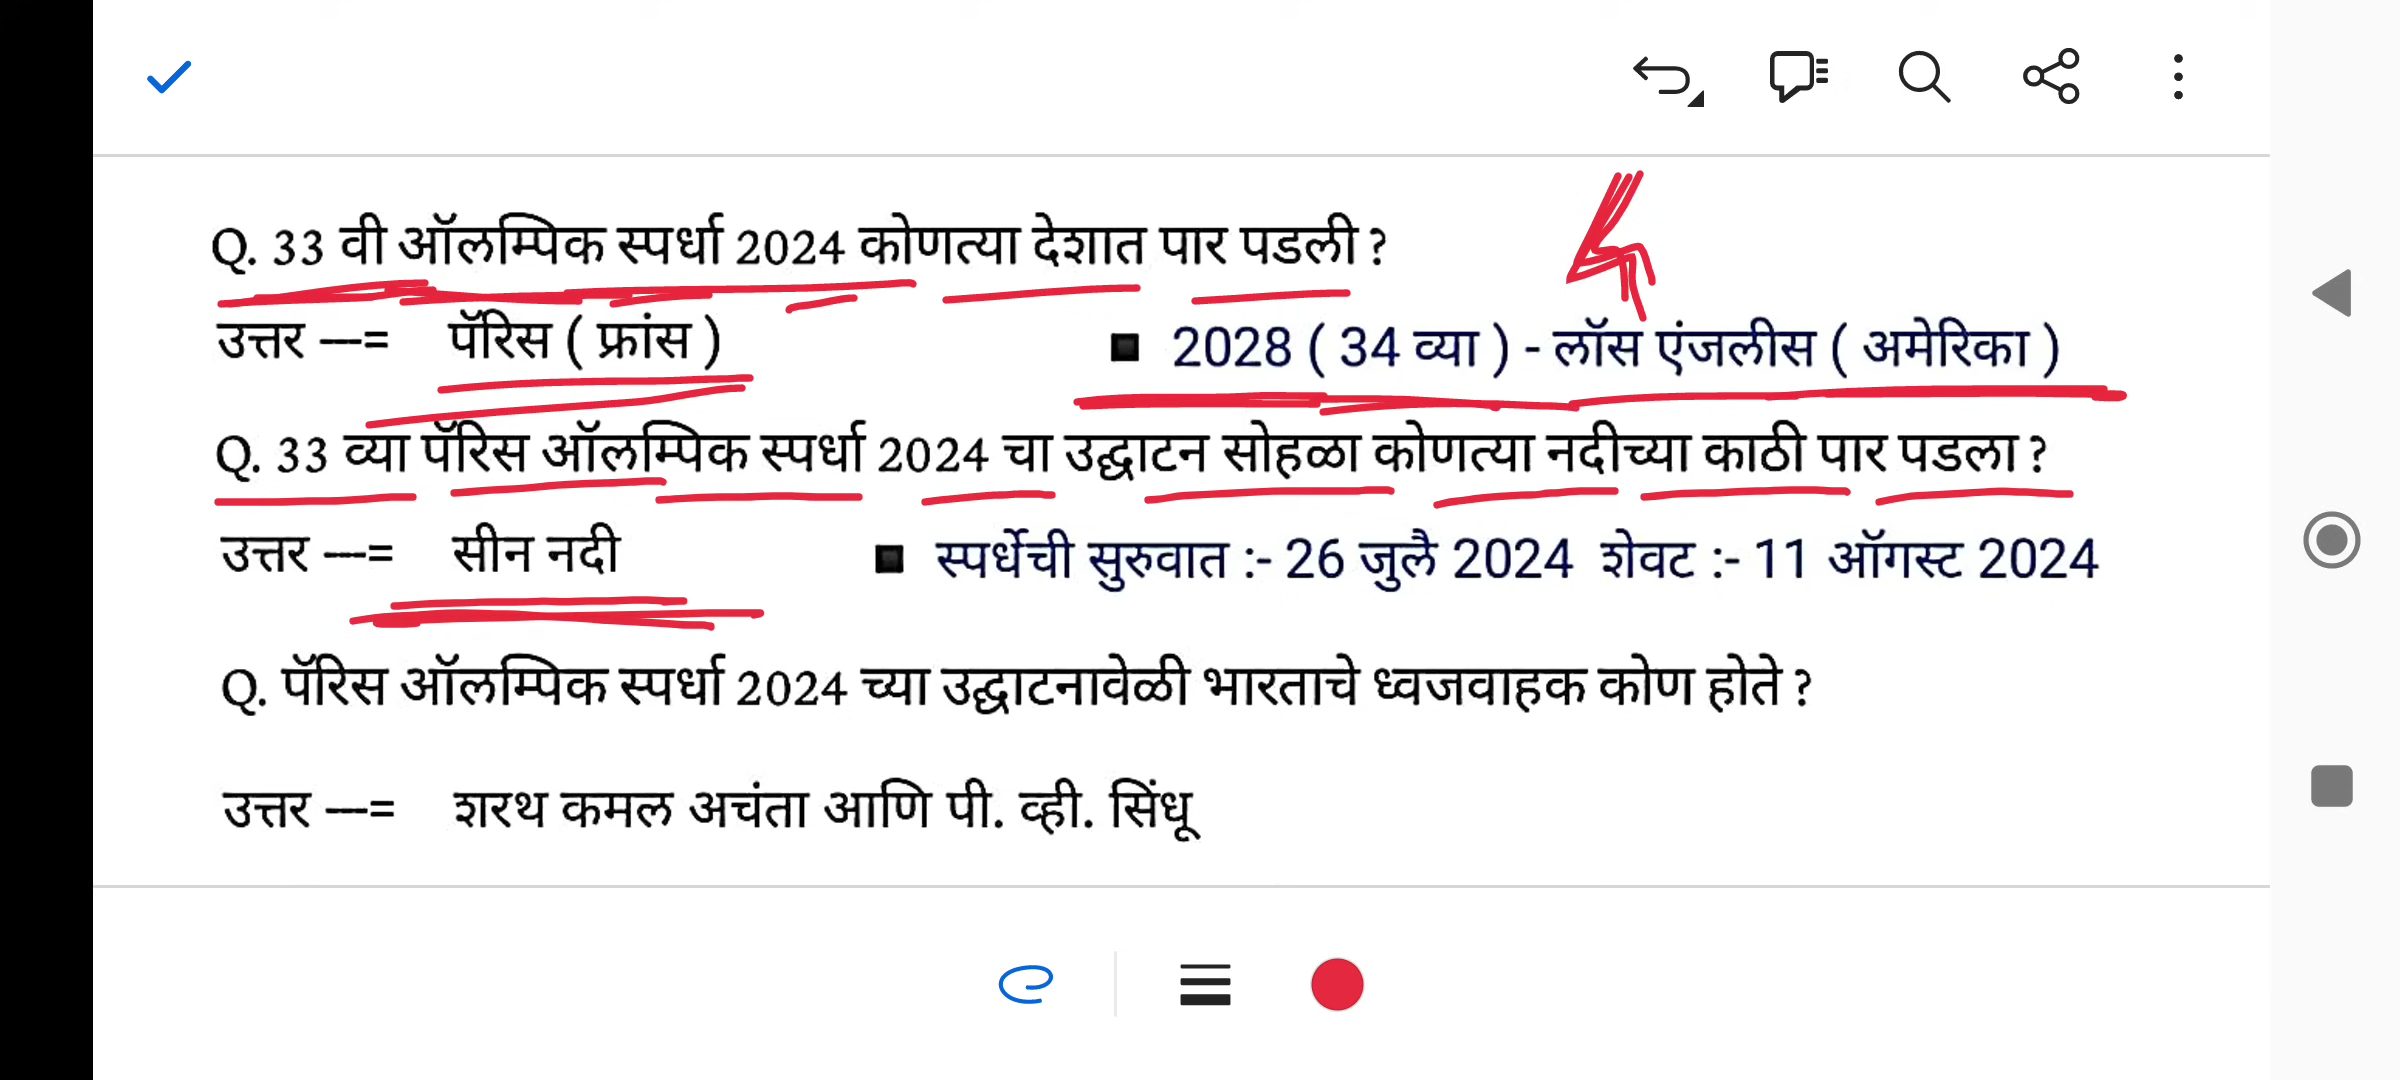 Q. 33 वी ऑलम्पिक स्पर्धा 2024 कोणत्या देशात पार पडली ?
उत्तर —= पॅरिस ( फ्रांस ) ▪ 2028 ( 34 व्या ) - लॉस एंजलीस ( अमेरिका )
Q. 33 व्या पॅरिस ऑलम्पिक स्पर्धा 2024 चा उद्घाटन सोहळा कोणत्या नदीच्या काठी पार पडला ?
उत्तर —= सीन नदी ▪ स्पर्धेची सुरुवात :- 26 जुलै 2024 शेवट :- 11 ऑगस्ट 2024
Q. पॅरिस ऑलम्पिक स्पर्धा 2024 च्या उद्घाटनावेळी भारताचे ध्वजवाहक कोण होते ?
उत्तर —= शरथ कमल अचंता आणि पी. व्ही. सिंधू